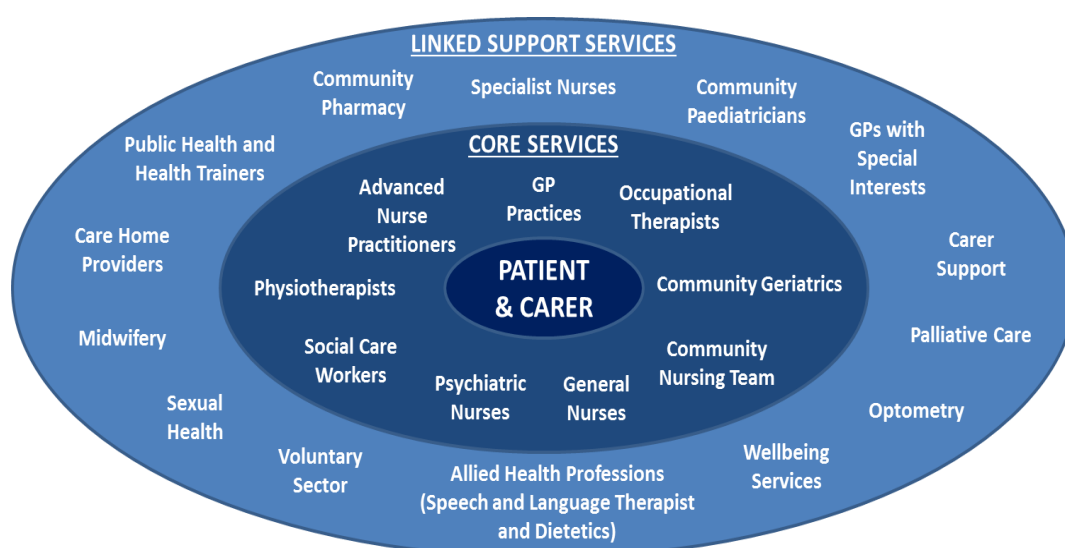 LINKED SUPPORT SERVICES
Community
Pharmacy
Specialist Nurses
Community
Paediatricians
GPs with
Special
Interests
Public Health and
Health Trainers
Care Home
Providers
Carer
Support
Midwifery
Palliative Care
Sexual
Health
Optometry
Voluntary
Sector
Allied Health Professions
(Speech and Language Therapist
and Dietetics)
Wellbeing
Services
CORE SERVICES
Advanced
Nurse
Practitioners
GP
Practices
Occupational
Therapists
Physiotherapists
Community Geriatrics
Social Care
Workers
Psychiatric
Nurses
General
Nurses
Community
Nursing Team
PATIENT
& CARER